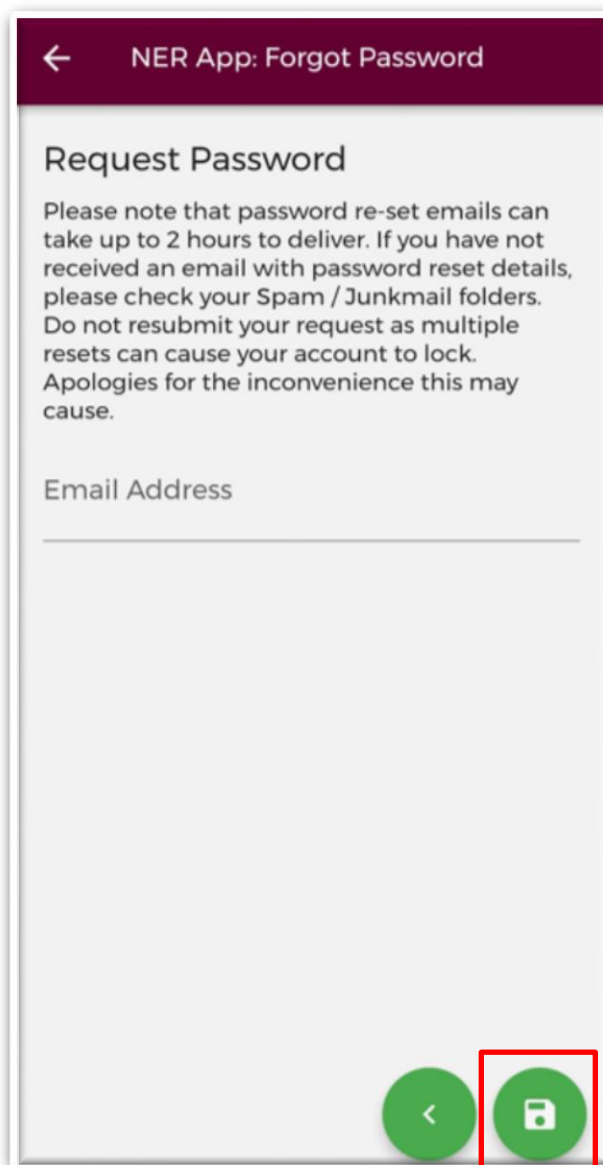 NER App: Forgot Password
Request Password
Please note that password re-set emails can
take up to 2 hours to deliver. If you have not
received an email with password reset details,
please check your Spam / Junkmail folders.
Do not resubmit your request as multiple
resets can cause your account to lock.
Apologies for the inconvenience this may
cause.
Email Address